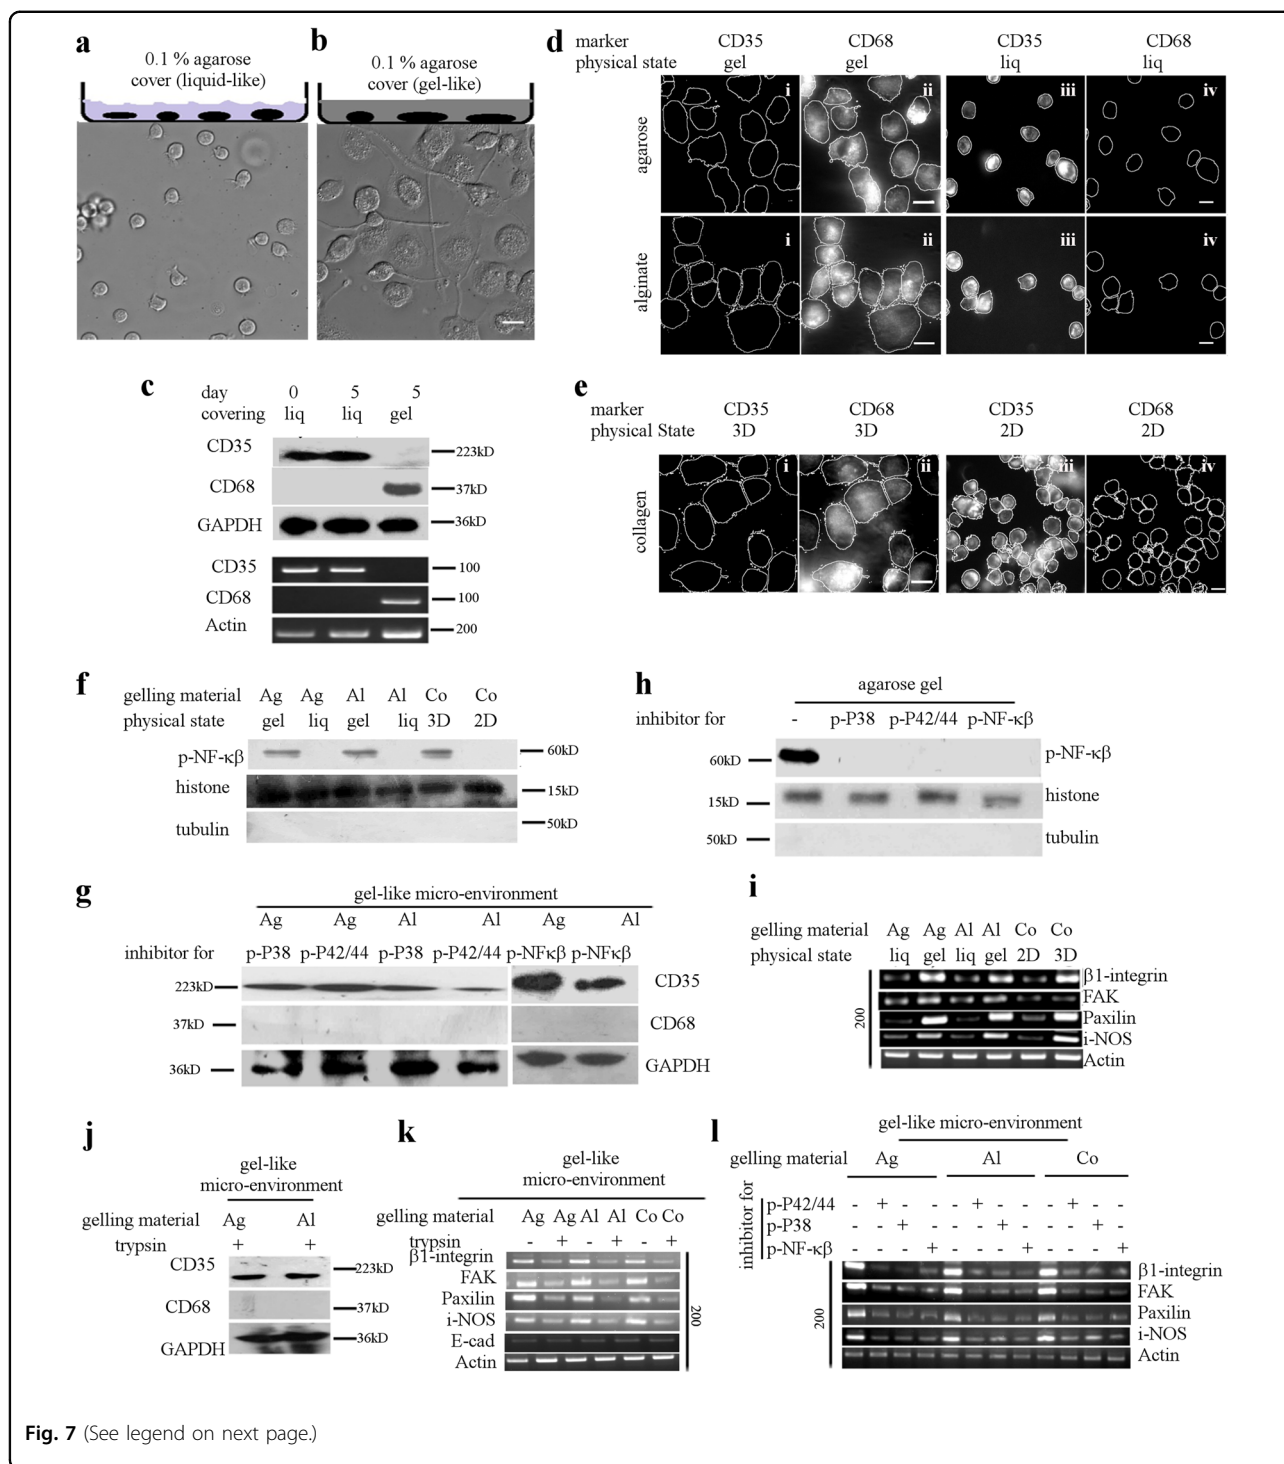 a
0.1 % agarose
cover (liquid-like)
b
0.1 % agarose
cover (gel-like)
c
day 0 5 5
covering liq liq gel
CD35 223kD
CD68 37kD
GAPDH 36kD
CD35 100
CD68 100
Actin 200
d
marker CD35 CD68 CD35 CD68
physical state gel gel liq liq
agarose i ii iii iv
alginate i ii iii iv
e
marker CD35 CD68 CD35 CD68
physical State 3D 3D 2D 2D
collagen i ii iii iv
f
gelling material Ag Ag Al Al Co Co
physical state gel liq gel liq 3D 2D
p-NF-κβ 60kD
histone 15kD
tubulin 50kD
h
agarose gel
inhibitor for - p-P38 p-P42/44 p-NF-κβ
60kD p-NF-κβ
15kD histone
50kD tubulin
g
gel-like micro-environment
Ag Ag Al Al Ag Al
inhibitor for p-P38 p-P42/44 p-P38 p-P42/44 p-NFκβ p-NFκβ
223kD CD35
37kD CD68
36kD GAPDH
i
gelling material Ag Ag Al Al Co Co
physical state liq gel liq gel 2D 3D
200
β1-integrin
FAK
Paxilin
i-NOS
Actin
j
gel-like
micro-environment
gelling material Ag Al
trypsin + +
CD35 223kD
CD68 37kD
GAPDH 36kD
k
gel-like
micro-environment
gelling material Ag Ag Al Al Co Co
trypsin - + - + - +
β1-integrin
FAK
Paxilin
i-NOS
E-cad
Actin
200
l
gel-like micro-environment
gelling material Ag Al Co
inhibitor for
p-P42/44 - + - - - + - - - + - -
p-P38 - - + - - - + - - - + -
p-NF-κβ - - - + - - - + - - - +
200
β1-integrin
FAK
Paxilin
i-NOS
Actin
Fig. 7 (See legend on next page.)